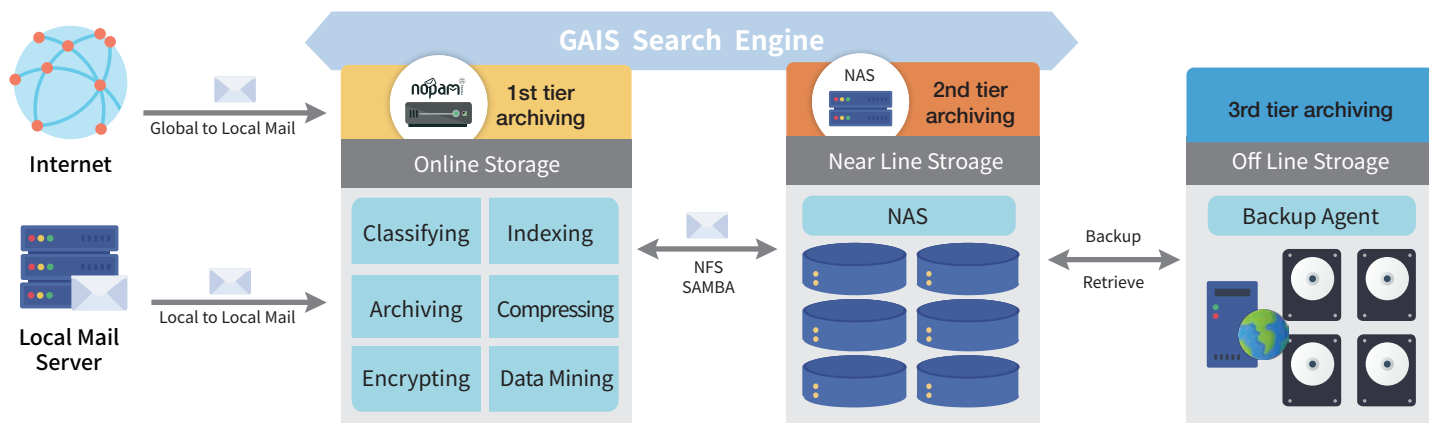 GAIS Search Engine
Internet
Global to Local Mail
Local Mail
Server
Local to Local Mail
nopam
1st tier
archiving
Online Storage
Classifying
Indexing
Archiving
Compressing
Encrypting
Data Mining
NFS
SAMBA
NAS
2nd tier
archiving
Near Line Stroage
NAS
Backup
Retrieve
3rd tier archiving
Off Line Stroage
Backup Agent